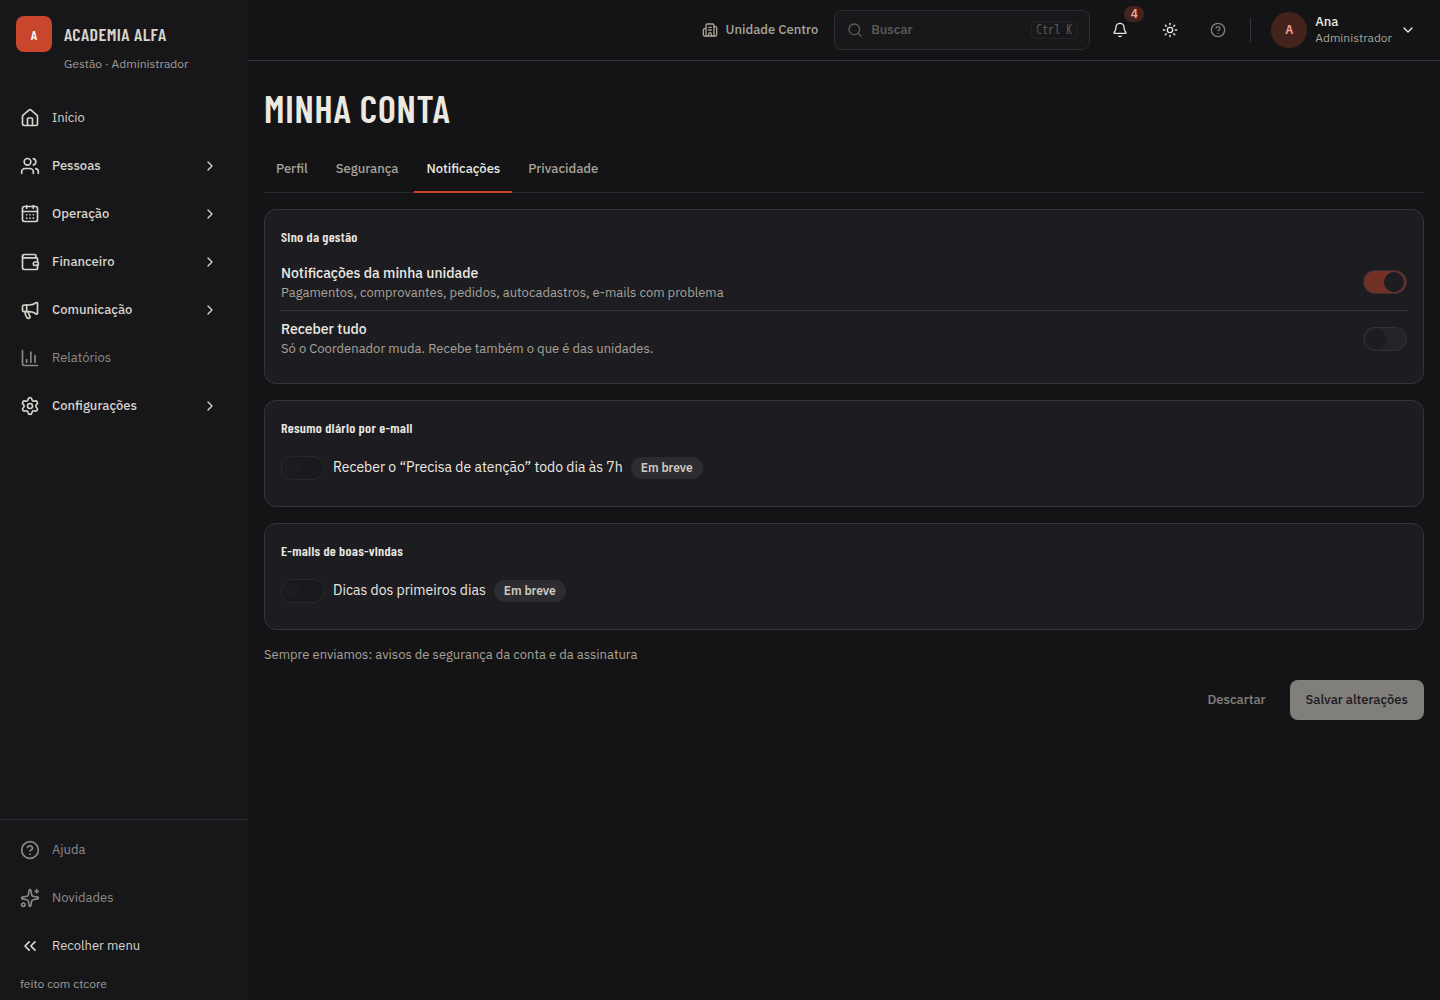 A
ACADEMIA ALFA
Gestão · Administrador
Início
Pessoas
Operação
Financeiro
Comunicação
Relatórios
Configurações
Ajuda
Novidades
Recolher menu
feito com ctcore
Unidade Centro
Buscar
Ctrl K
4
A
Ana
Administrador
MINHA CONTA
Perfil
Segurança
Notificações
Privacidade
Sino da gestão
Notificações da minha unidade
Pagamentos, comprovantes, pedidos, autocadastros, e-mails com problema
Receber tudo
Só o Coordenador muda. Recebe também o que é das unidades.
Resumo diário por e-mail
Receber o “Precisa de atenção” todo dia às 7h
Em breve
E-mails de boas-vindas
Dicas dos primeiros dias
Em breve
Sempre enviamos: avisos de segurança da conta e da assinatura
Descartar
Salvar alterações